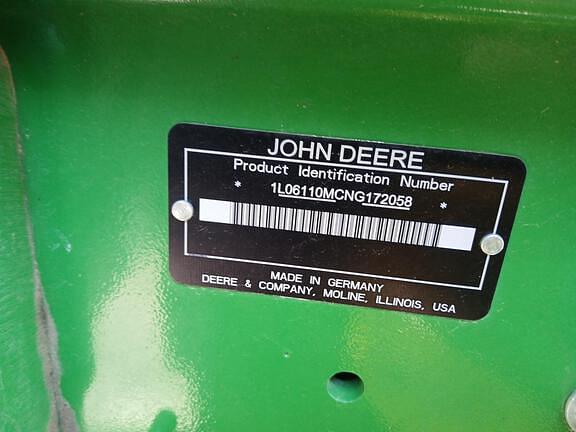 JOHN DEERE
Product Identification Number
* 1L06110MCNG172058 *
MADE IN GERMANY
DEERE & COMPANY, MOLINE, ILLINOIS, USA